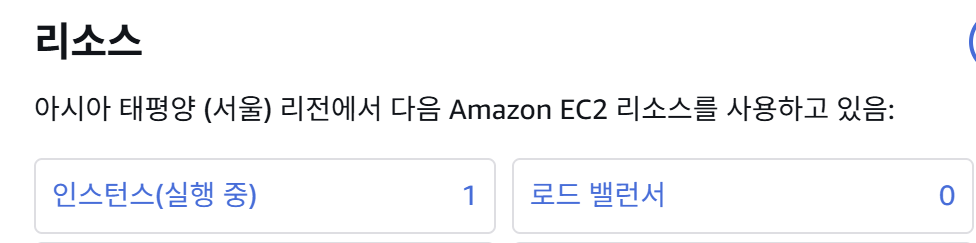 리소스
아시아 태평양 (서울) 리전에서 다음 Amazon EC2 리소스를 사용하고 있음:
인스턴스(실행 중) 1 로드 밸런서 0